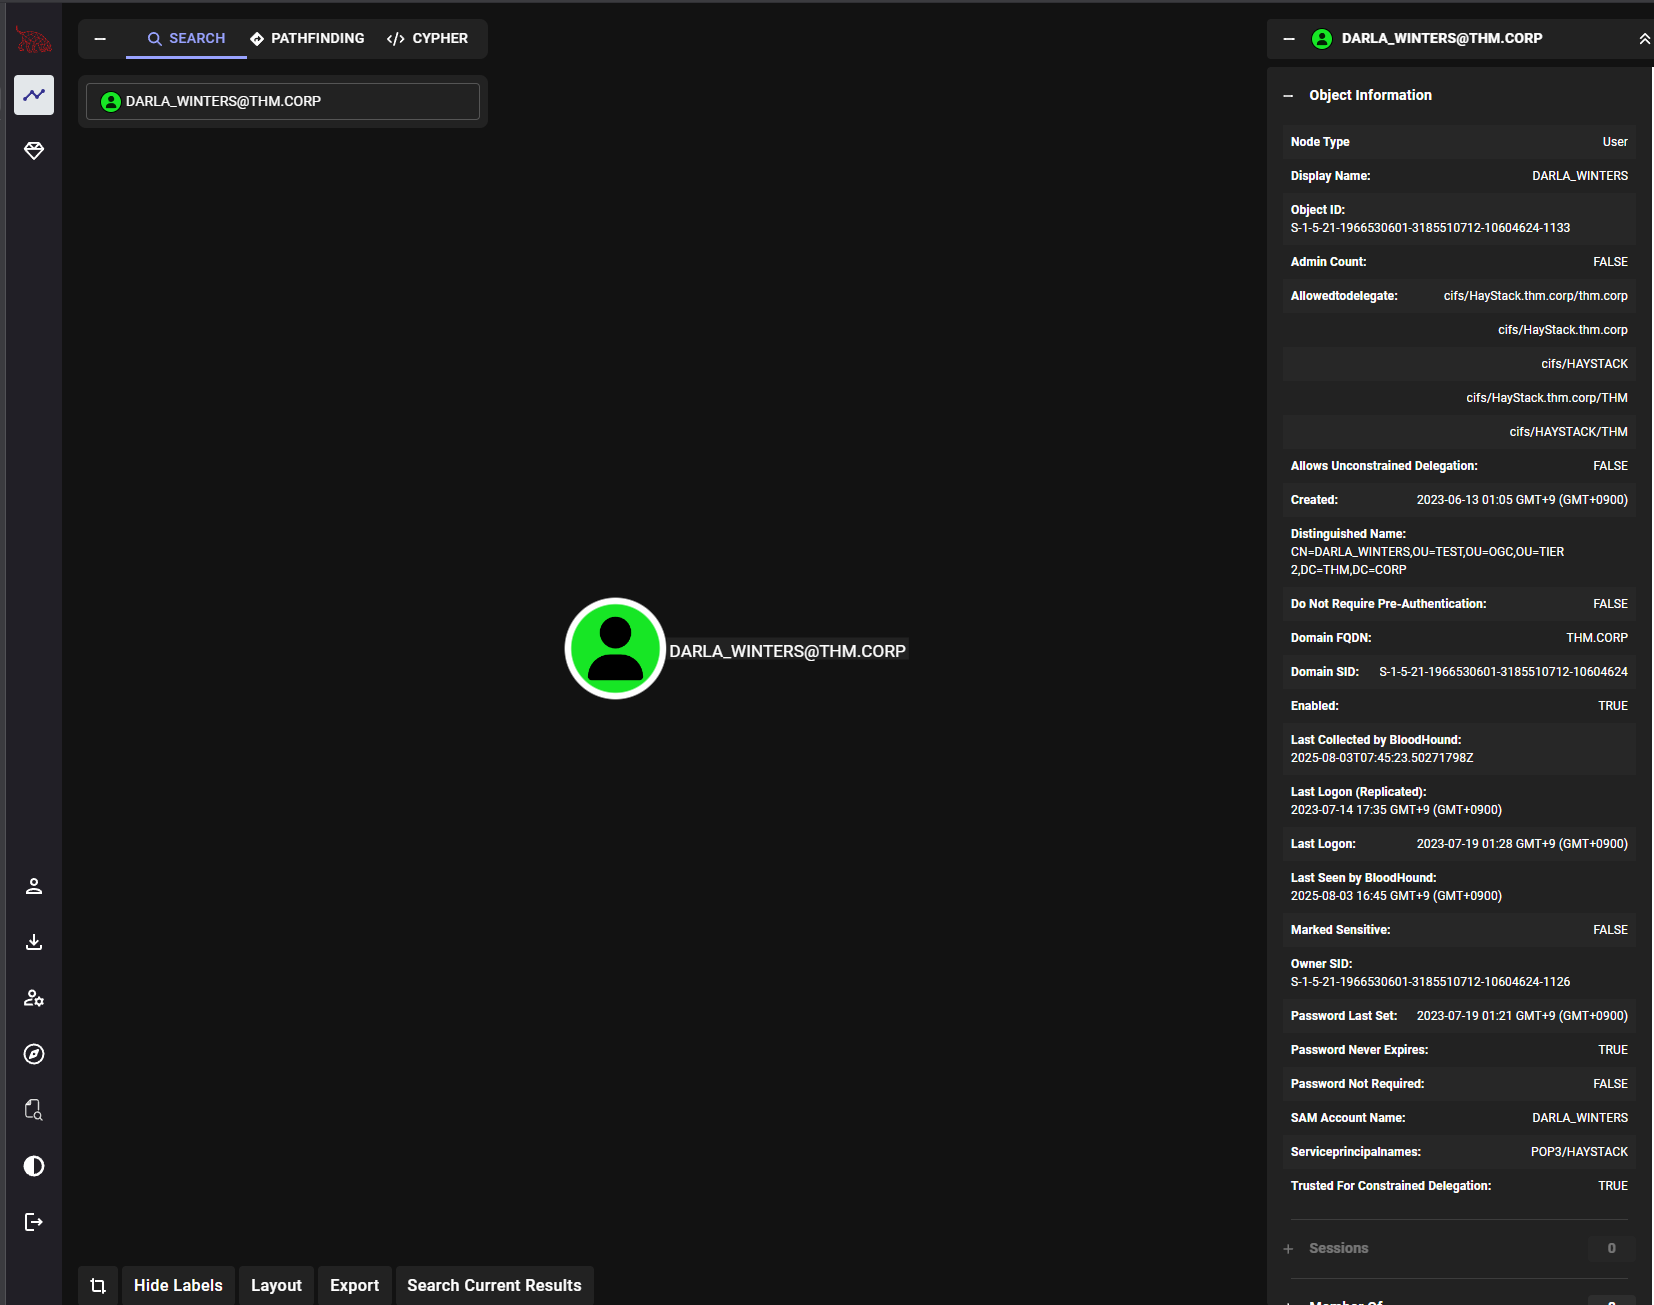 SEARCH
PATHFINDING
CYPHER
DARLA_WINTERS@THM.CORP
DARLA_WINTERS@THM.CORP
Hide Labels
Layout
Export
Search Current Results
DARLA_WINTERS@THM.CORP
Object Information
Node Type User
Display Name: DARLA_WINTERS
Object ID:
S-1-5-21-1966530601-3185510712-10604624-1133
Admin Count: FALSE
Allowedtodelegate: cifs/HayStack.thm.corp/thm.corp
cifs/HayStack.thm.corp
cifs/HAYSTACK
cifs/HayStack.thm.corp/THM
cifs/HAYSTACK/THM
Allows Unconstrained Delegation: FALSE
Created: 2023-06-13 01:05 GMT+9 (GMT+0900)
Distinguished Name:
CN=DARLA_WINTERS,OU=TEST,OU=OGC,OU=TIER
2,DC=THM,DC=CORP
Do Not Require Pre-Authentication: FALSE
Domain FQDN: THM.CORP
Domain SID: S-1-5-21-1966530601-3185510712-10604624
Enabled: TRUE
Last Collected by BloodHound:
2025-08-03T07:45:23.50271798Z
Last Logon (Replicated):
2023-07-14 17:35 GMT+9 (GMT+0900)
Last Logon: 2023-07-19 01:28 GMT+9 (GMT+0900)
Last Seen by BloodHound:
2025-08-03 16:45 GMT+9 (GMT+0900)
Marked Sensitive: FALSE
Owner SID:
S-1-5-21-1966530601-3185510712-10604624-1126
Password Last Set: 2023-07-19 01:21 GMT+9 (GMT+0900)
Password Never Expires: TRUE
Password Not Required: FALSE
SAM Account Name: DARLA_WINTERS
Serviceprincipalnames: POP3/HAYSTACK
Trusted For Constrained Delegation: TRUE
Sessions 0
Member Of